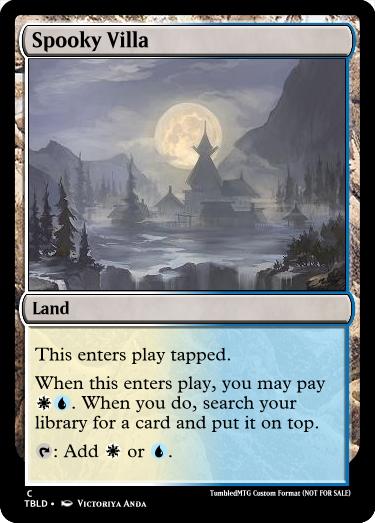 Spooky Villa
Land
This enters play tapped.
When this enters play, you may pay
. When you do, search your
library for a card and put it on top.
: Add or .
C
TBLD • Victoriya Anda
TumbledMTG Custom Format (NOT FOR SALE)